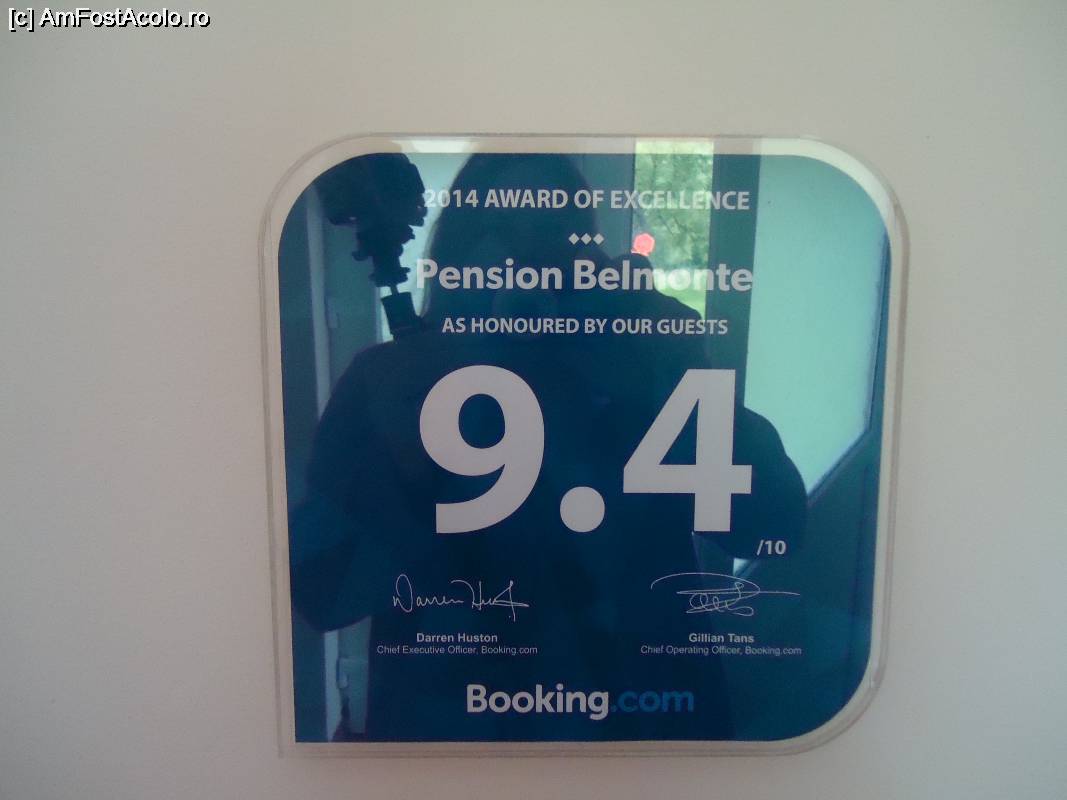 [c] AmFostAcolo.ro
2014 AWARD OF EXCELLENCE
Pension Belmonte
AS HONOURED BY OUR GUESTS
9.4
/10
Darren Huston
Chief Executive Officer, Booking.com
Gillian Tans
Chief Operating Officer, Booking.com
Booking.com